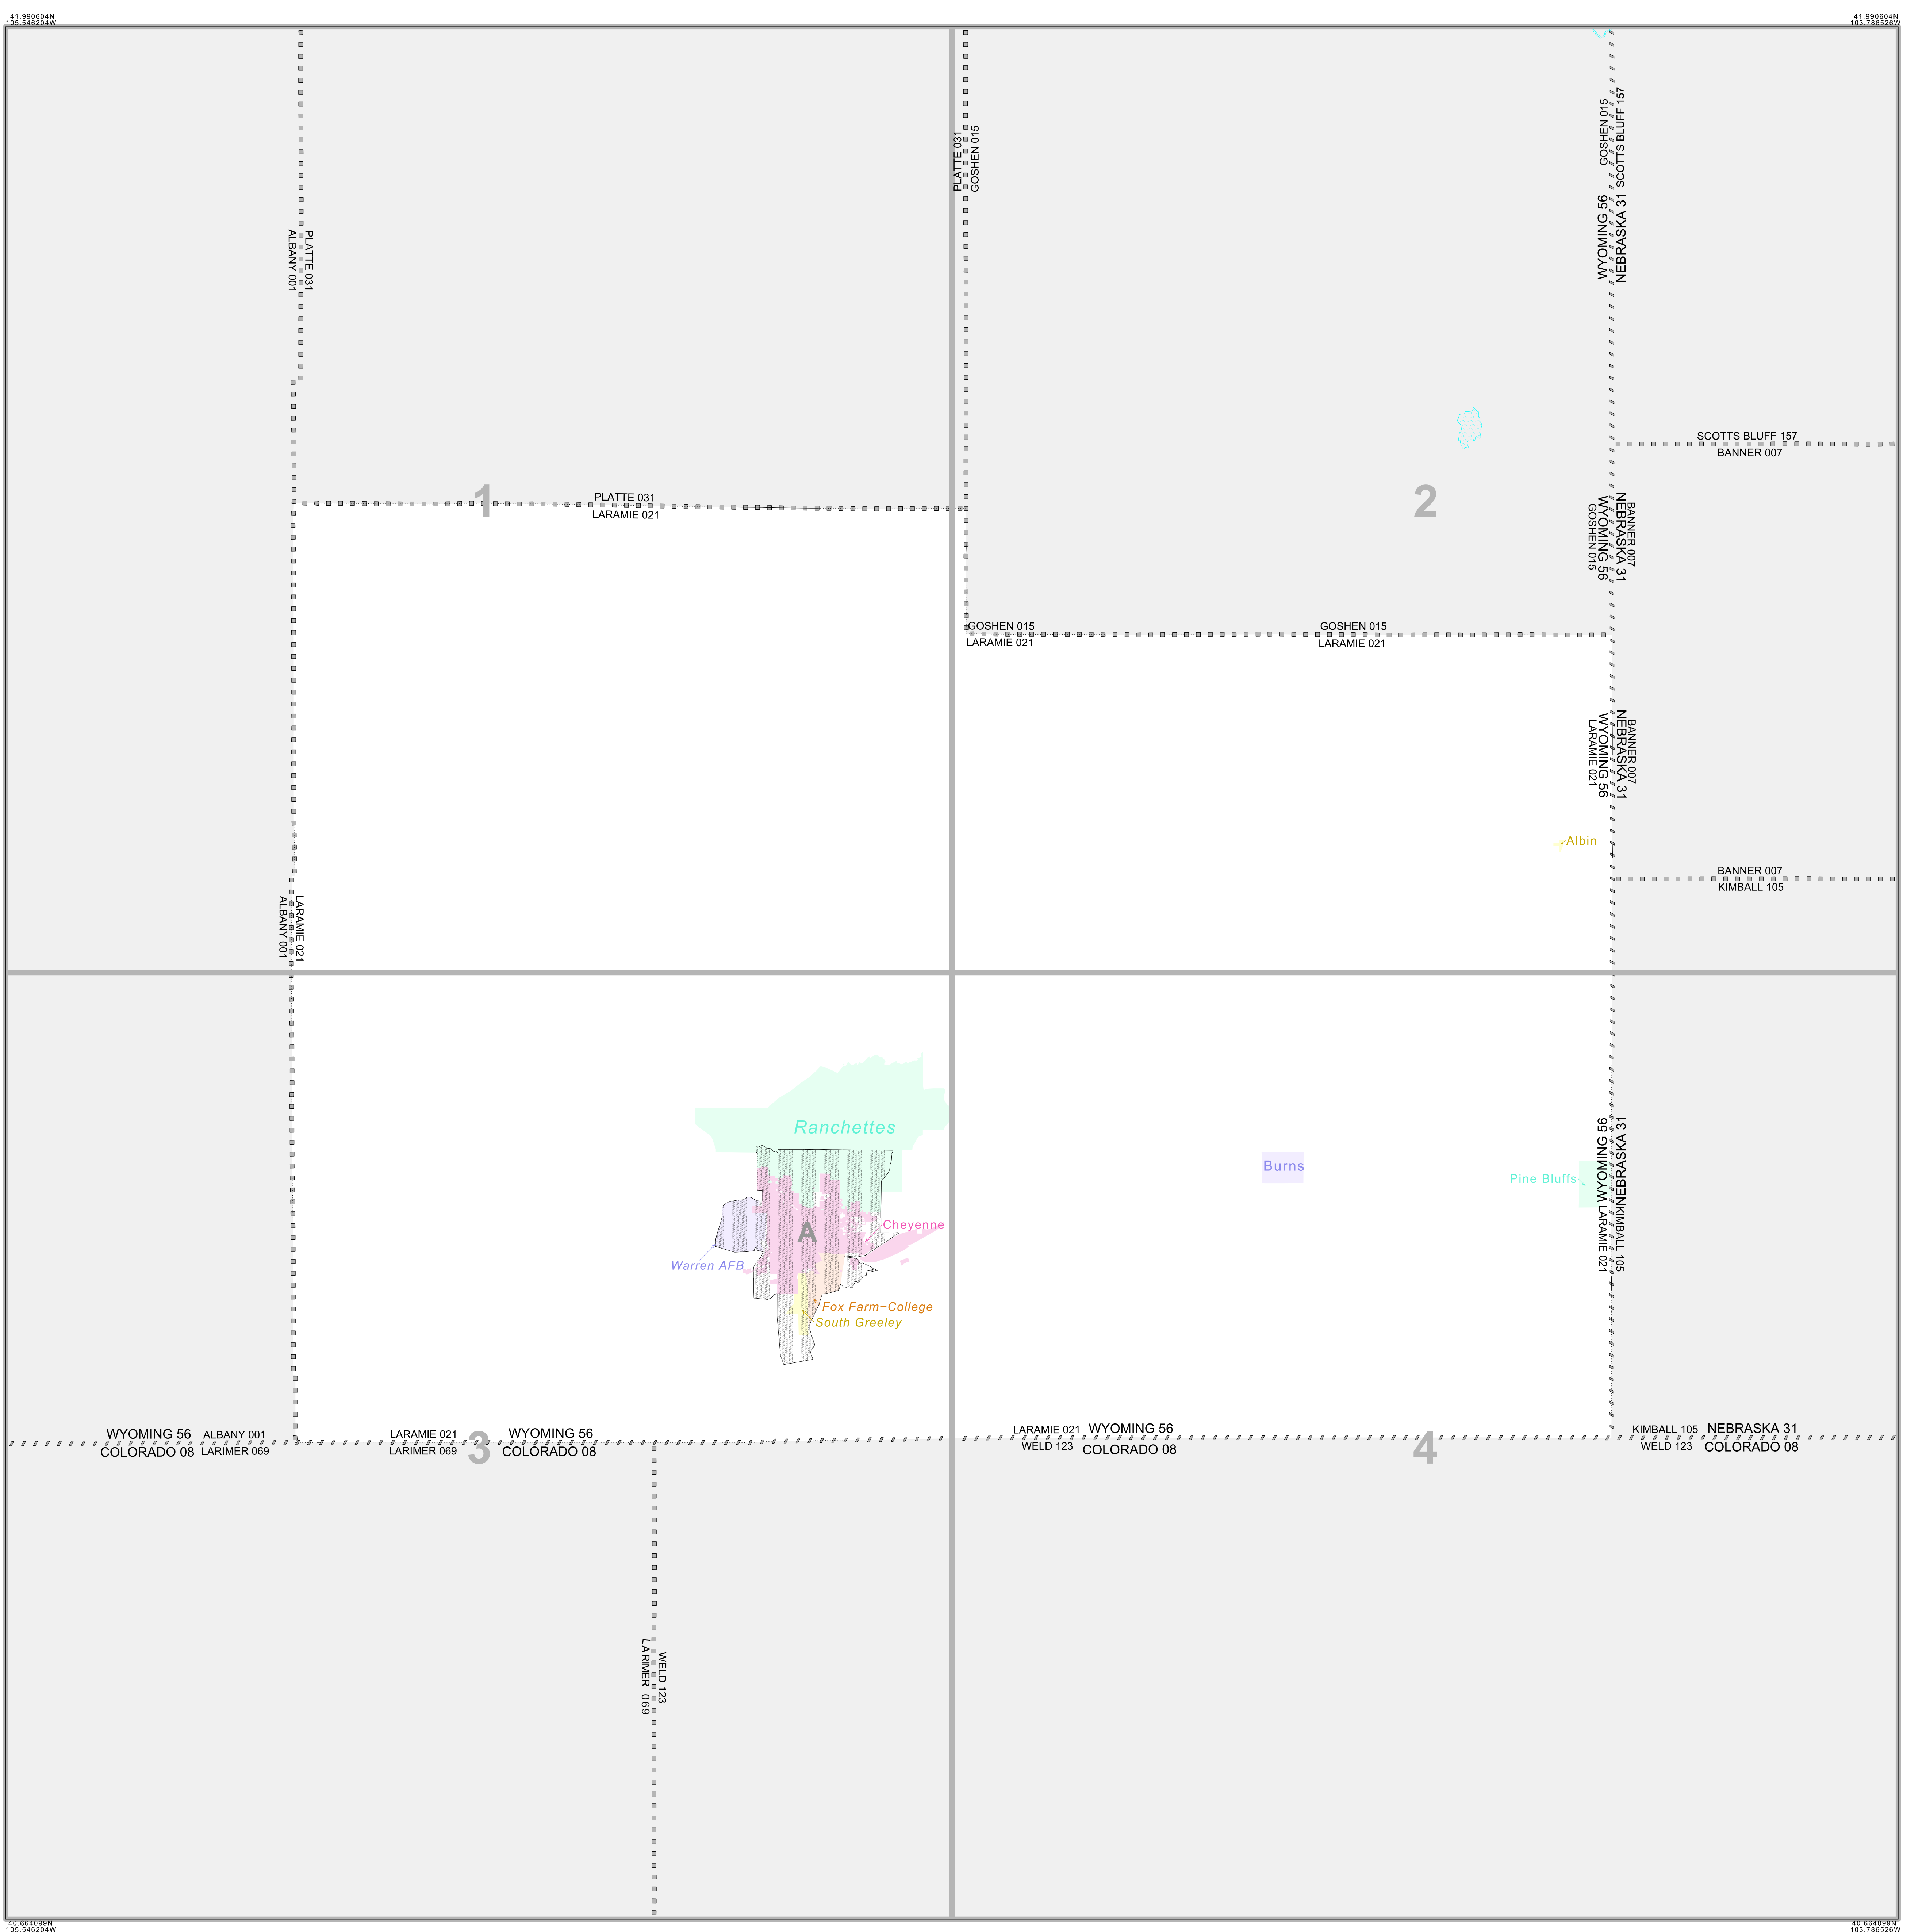 41.990604N
105.546204W
41.990604N
103.786526W
PLATTE 031
GOSHEN 015
GOSHEN 015
SCOTTS BLUFF 157
WYOMING 56
NEBRASKA 31
PLATTE 031
ALBANY 001
SCOTTS BLUFF 157
BANNER 007
1
2
PLATTE 031
LARAMIE 021
BANNER 007
NEBRASKA 31
WYOMING 56
GOSHEN 015
GOSHEN 015
LARAMIE 021
GOSHEN 015
LARAMIE 021
BANNER 007
NEBRASKA 31
WYOMING 56
LARAMIE 021
Albin
BANNER 007
KIMBALL 105
LARAMIE 021
ALBANY 001
Ranchettes
Burns
Pine Bluffs
NEBRASKA 31
WYOMING 56
KIMBALL 105
LARAMIE 021
A
Cheyenne
Warren AFB
Fox Farm-College
South Greeley
WYOMING 56 ALBANY 001
COLORADO 08 LARIMER 069
LARAMIE 021 WYOMING 56
LARIMER 069 COLORADO 08
3
LARAMIE 021 WYOMING 56
WELD 123 COLORADO 08
4
KIMBALL 105 NEBRASKA 31
WELD 123 COLORADO 08
WELD 123
LARIMER 069
40.664099N
105.546204W
40.664099N
103.786526W